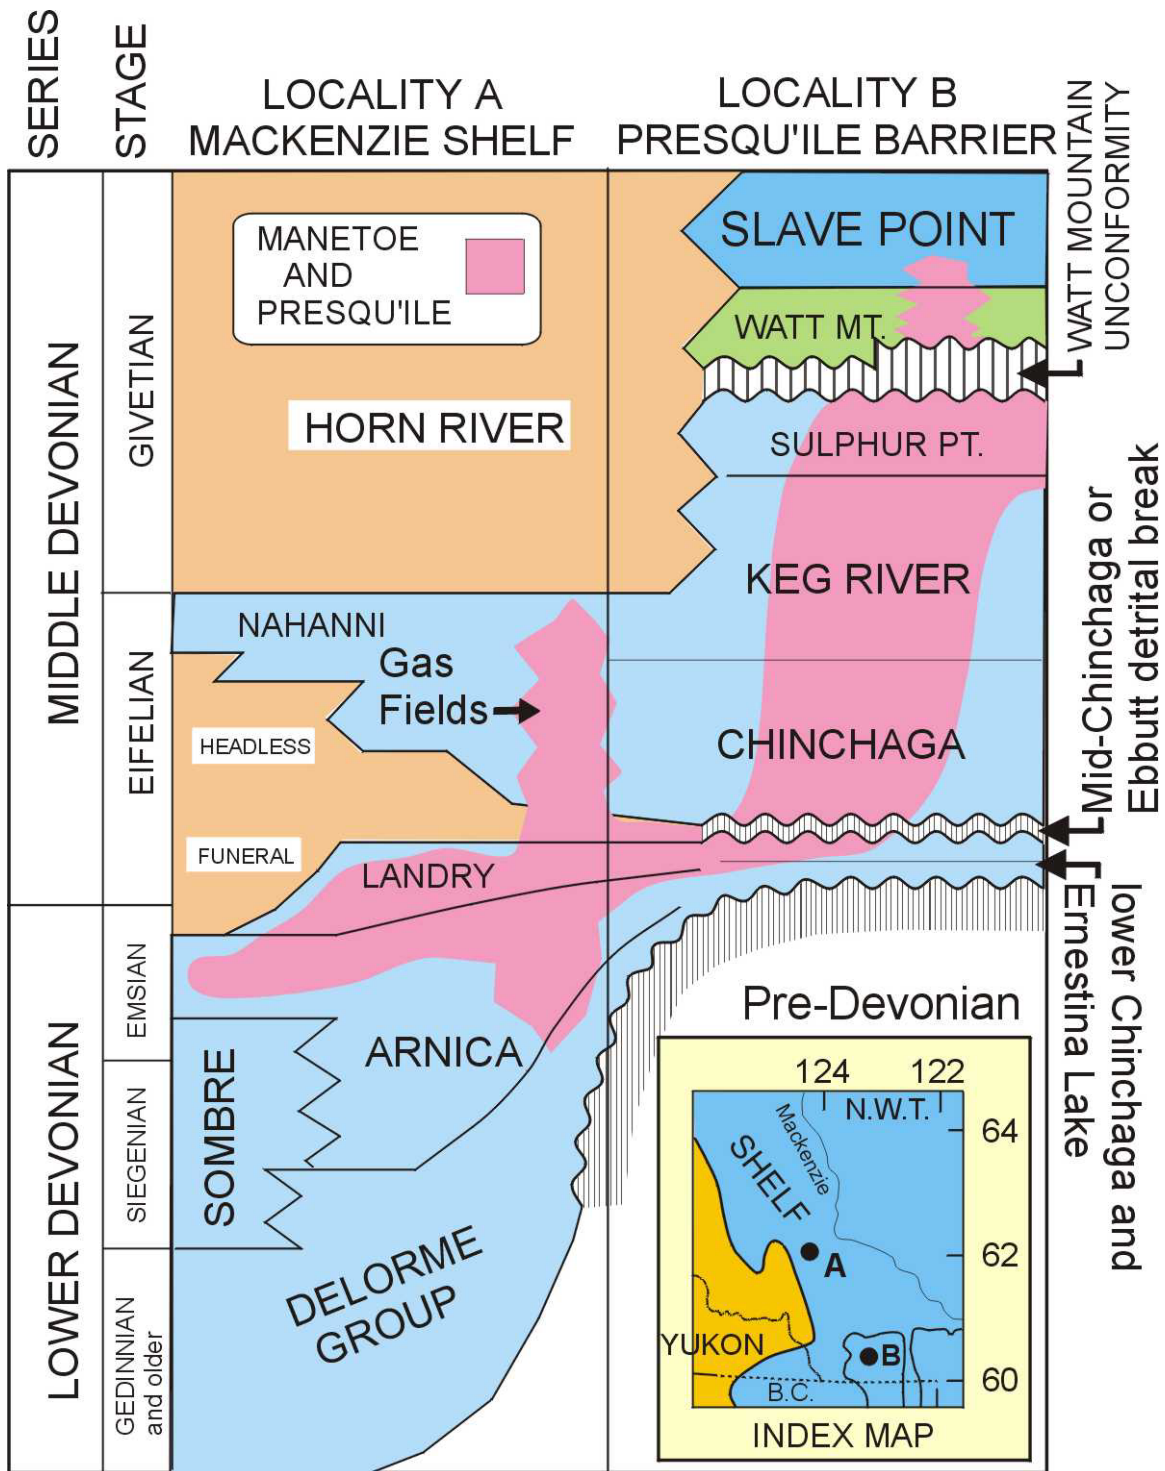 SERIES
STAGE
LOCALITY A
MACKENZIE SHELF
LOCALITY B
PRESQU'ILE BARRIER
WATT MOUNTAIN
UNCONFORMITY
MANETOE
AND
PRESQU'ILE
SLAVE POINT
WATT MT.
HORN RIVER
SULPHUR PT.
KEG RIVER
MIDDLE DEVONIAN
GIVETIAN
EIFELIAN
NAHANNI
Gas
Fields
HEADLESS
CHINCHAGA
Mid-Chinchaga or
Ebbutt detrital break
FUNERAL
LANDRY
lower Chinchaga and
Ernestina Lake
LOWER DEVONIAN
EMSIAN
SIEGENIAN
GEDINNIAN
and older
SOMBRE
ARNICA
DELORME
GROUP
Pre-Devonian
124
122
N.W.T.
Mackenzie
SHELF
64
62
60
A
B
YUKON
B.C.
INDEX MAP